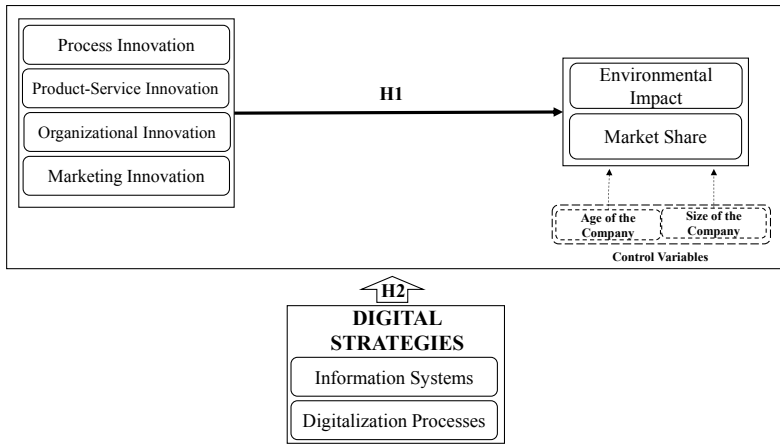 Process Innovation
Product-Service Innovation
Organizational Innovation
Marketing Innovation
H1
Environmental
Impact
Market Share
Age of the
Company
Size of the
Company
Control Variables
H2
DIGITAL
STRATEGIES
Information Systems
Digitalization Processes